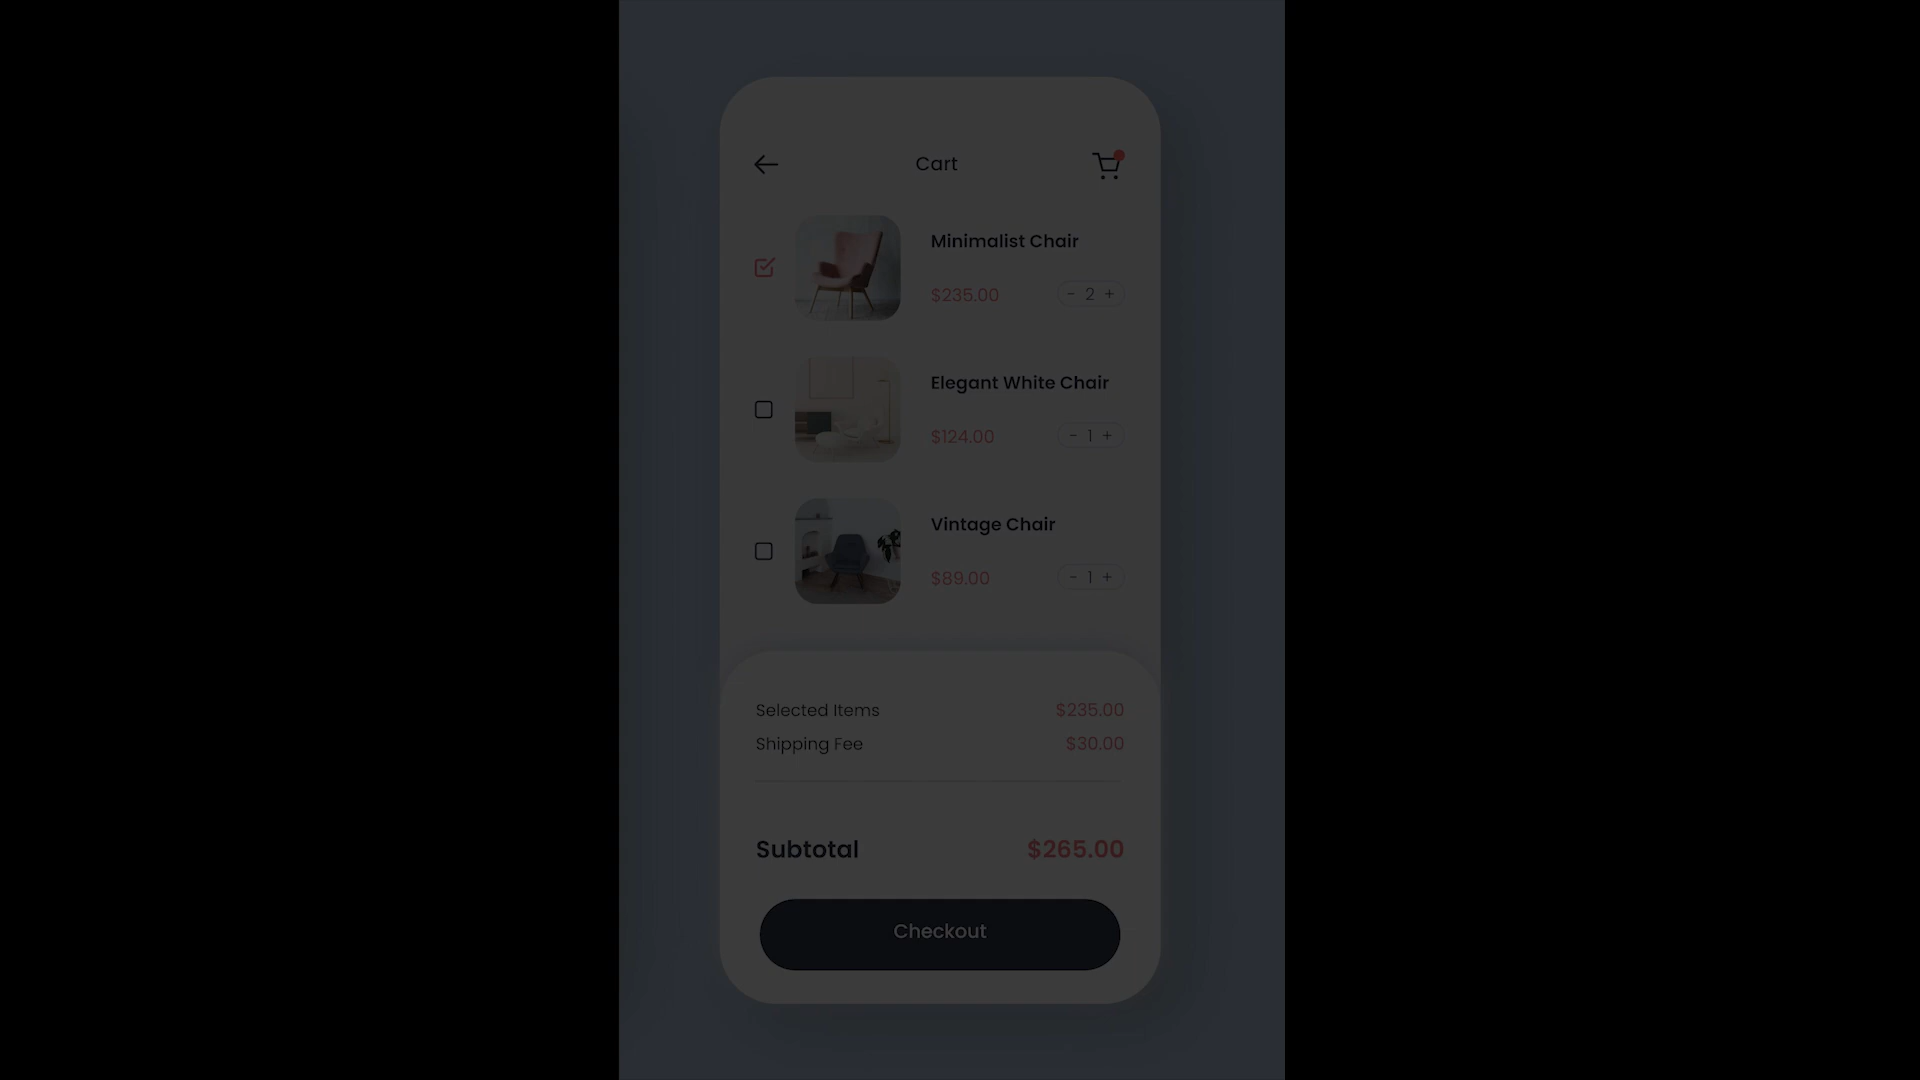 Cart
Minimalist Chair
$235.00 - 2 +
Elegant White Chair
$124.00 - 1 +
Vintage Chair
$89.00 - 1 +
Selected Items $235.00
Shipping Fee $30.00
Subtotal $265.00
Checkout